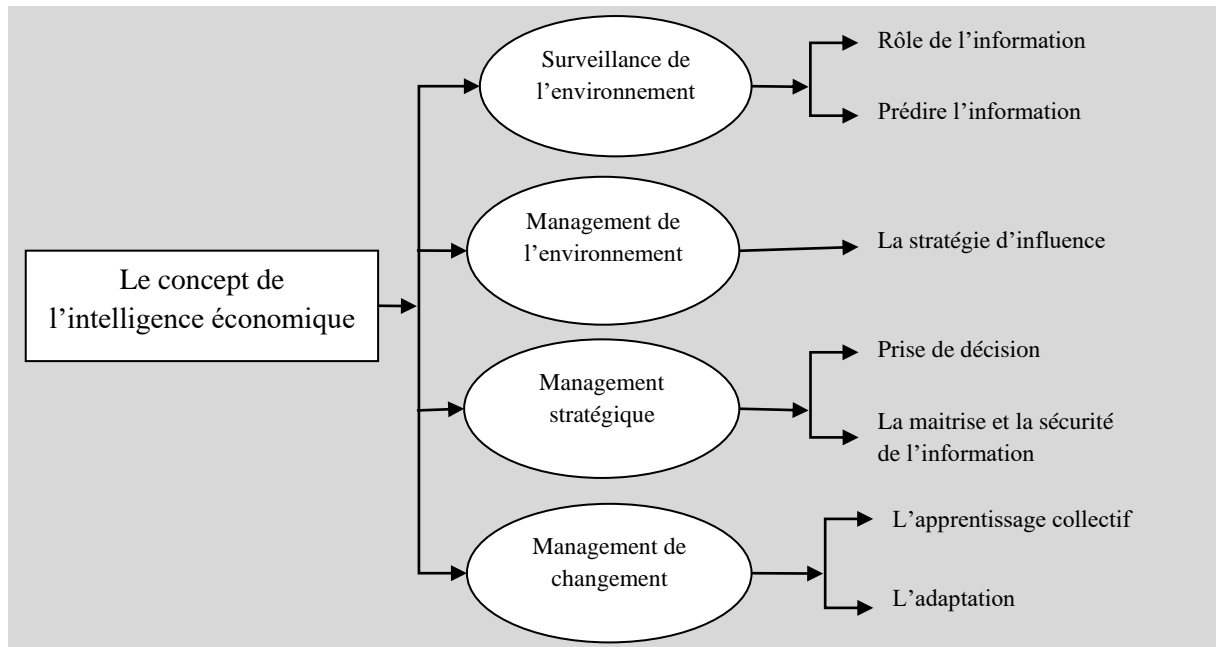 Le concept de
l’intelligence économique
Surveillance de
l’environnement
Rôle de l’information
Prédire l’information
Management de
l’environnement
La stratégie d’influence
Management
stratégique
Prise de décision
La maitrise et la sécurité
de l’information
Management de
changement
L’apprentissage collectif
L’adaptation